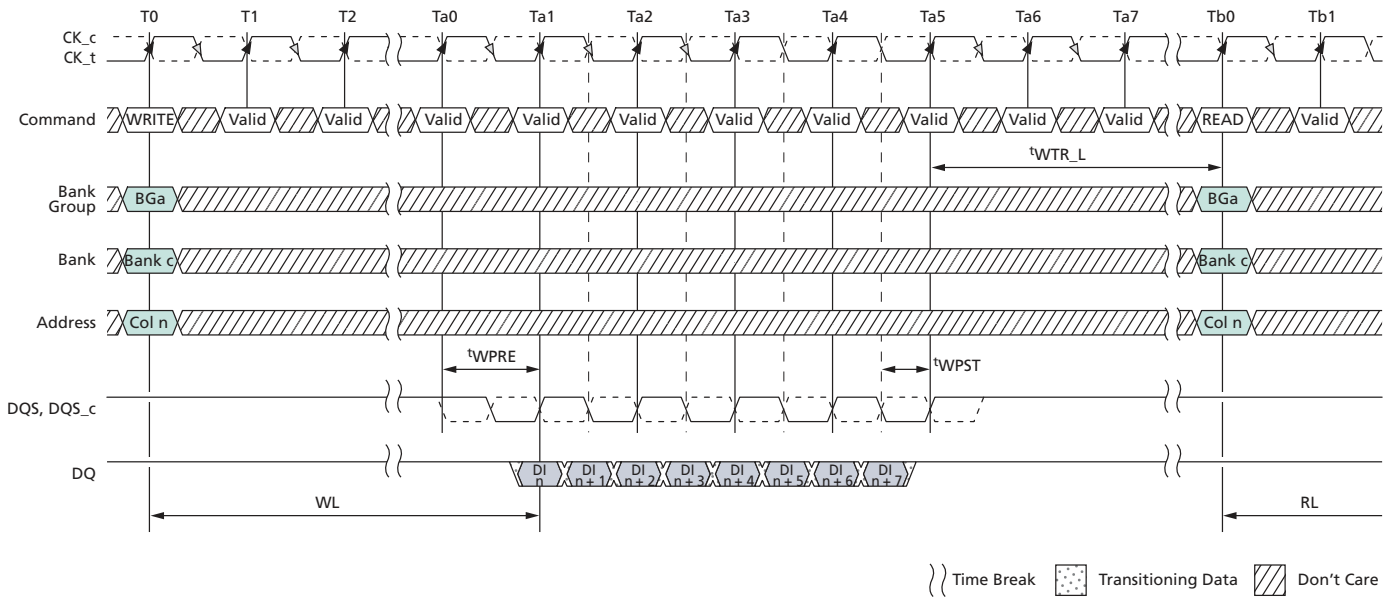 T0 T1 T2 Ta0 Ta1 Ta2 Ta3 Ta4 Ta5 Ta6 Ta7 Tb0 Tb1
CK_c
CK_t
Command WRITE Valid Valid Valid Valid Valid Valid Valid Valid Valid Valid READ Valid
tWTR_L
Bank
Group BGa BGa
Bank Bank c Bank c
Address Col n Col n
tWPRE tWPST
DQS, DQS_c
DQ DI DI DI DI DI DI DI DI
n n + 1 n + 2 n + 3 n + 4 n + 5 n + 6 n + 7
WL RL
Time Break Transitioning Data Don't Care